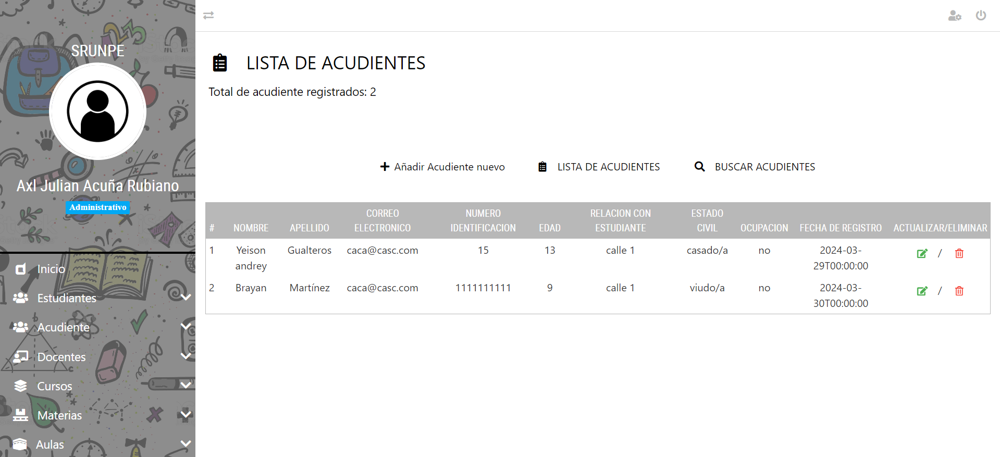 SRUNPE
Axl Julian Acuña Rubiano
Administrativo
Inicio
Estudiantes
Acudiente
Docentes
Cursos
Materias
Aulas
LISTA DE ACUDIENTES
Total de acudiente registrados: 2
Añadir Acudiente nuevo LISTA DE ACUDIENTES BUSCAR ACUDIENTES
# NOMBRE APELLIDO CORREO ELECTRONICO NUMERO IDENTIFICACION EDAD RELACION CON ESTUDIANTE ESTADO CIVIL OCUPACION FECHA DE REGISTRO ACTUALIZAR/ELIMINAR
1 Yeison andrey Gualteros caca@casc.com 15 13 calle 1 casado/a no 2024-03-29T00:00:00 /
2 Brayan Martínez caca@casc.com 1111111111 9 calle 1 viudo/a no 2024-03-30T00:00:00 /